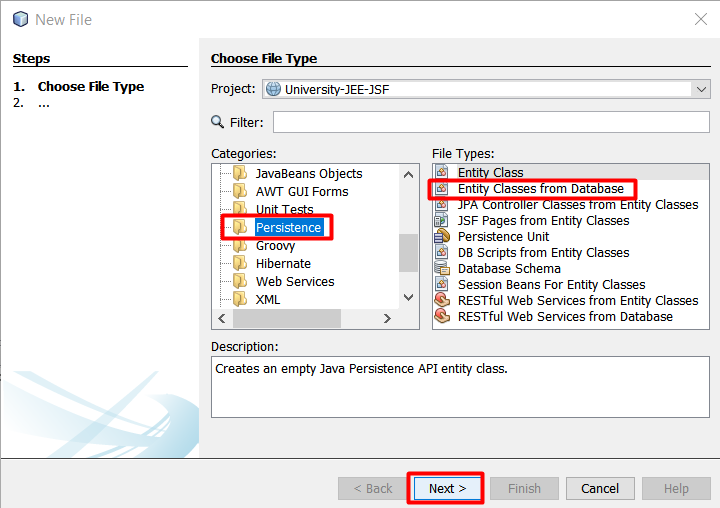 New File
Steps
1. Choose File Type
2. ...
Choose File Type
Project: University-JEE-JSF
Filter:
Categories:
JavaBeans Objects
AWT GUI Forms
Unit Tests
Persistence
Groovy
Hibernate
Web Services
XML
File Types:
Entity Class
Entity Classes from Database
JPA Controller Classes from Entity Classes
JSF Pages from Entity Classes
Persistence Unit
DB Scripts from Entity Classes
Database Schema
Session Beans For Entity Classes
RESTful Web Services from Entity Classes
RESTful Web Services from Database
Description:
Creates an empty Java Persistence API entity class.
< Back Next > Finish Cancel Help